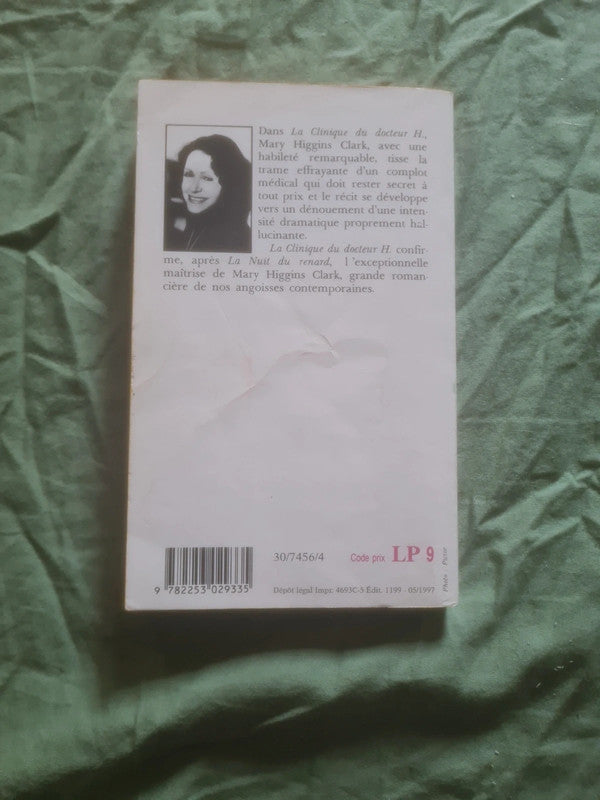 Dans La Clinique du docteur H.,
Mary Higgins Clark, avec une
habileté remarquable, tisse la
trame effrayante d'un complot
médical qui doit rester secret à
tout prix et le récit se développe
vers un dénouement d'une inten-
sité dramatique proprement hal-
lucinante.
La Clinique du docteur H. confir-
me, après La Nuit du renard, l'exceptionnelle
maîtrise de Mary Higgins Clark, grande roman-
cière de nos angoisses contemporaines.
30/7456/4
Code prix LP 9
9 782253 029335
Dépôt légal Impr. 4693C-5 Édit. 1199 - 05/1997
Photo